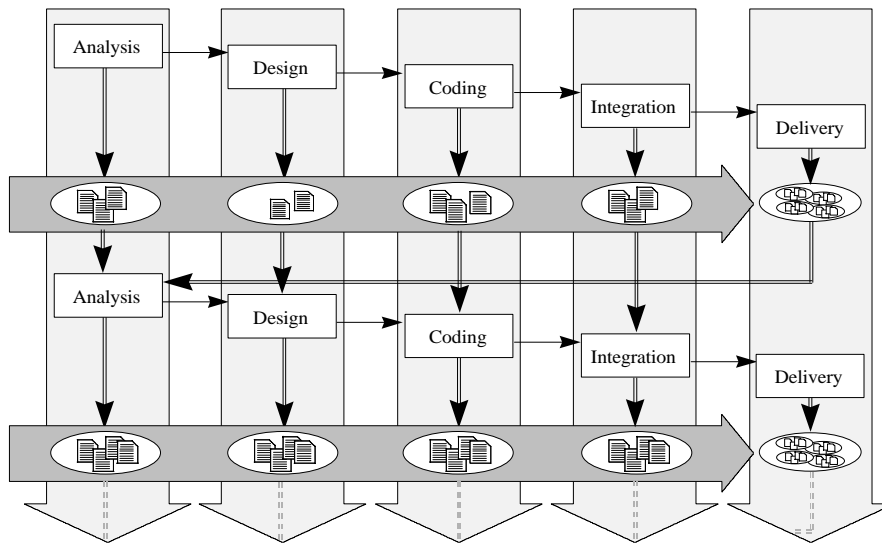 Analysis
Design
Coding
Integration
Delivery
Analysis
Design
Coding
Integration
Delivery